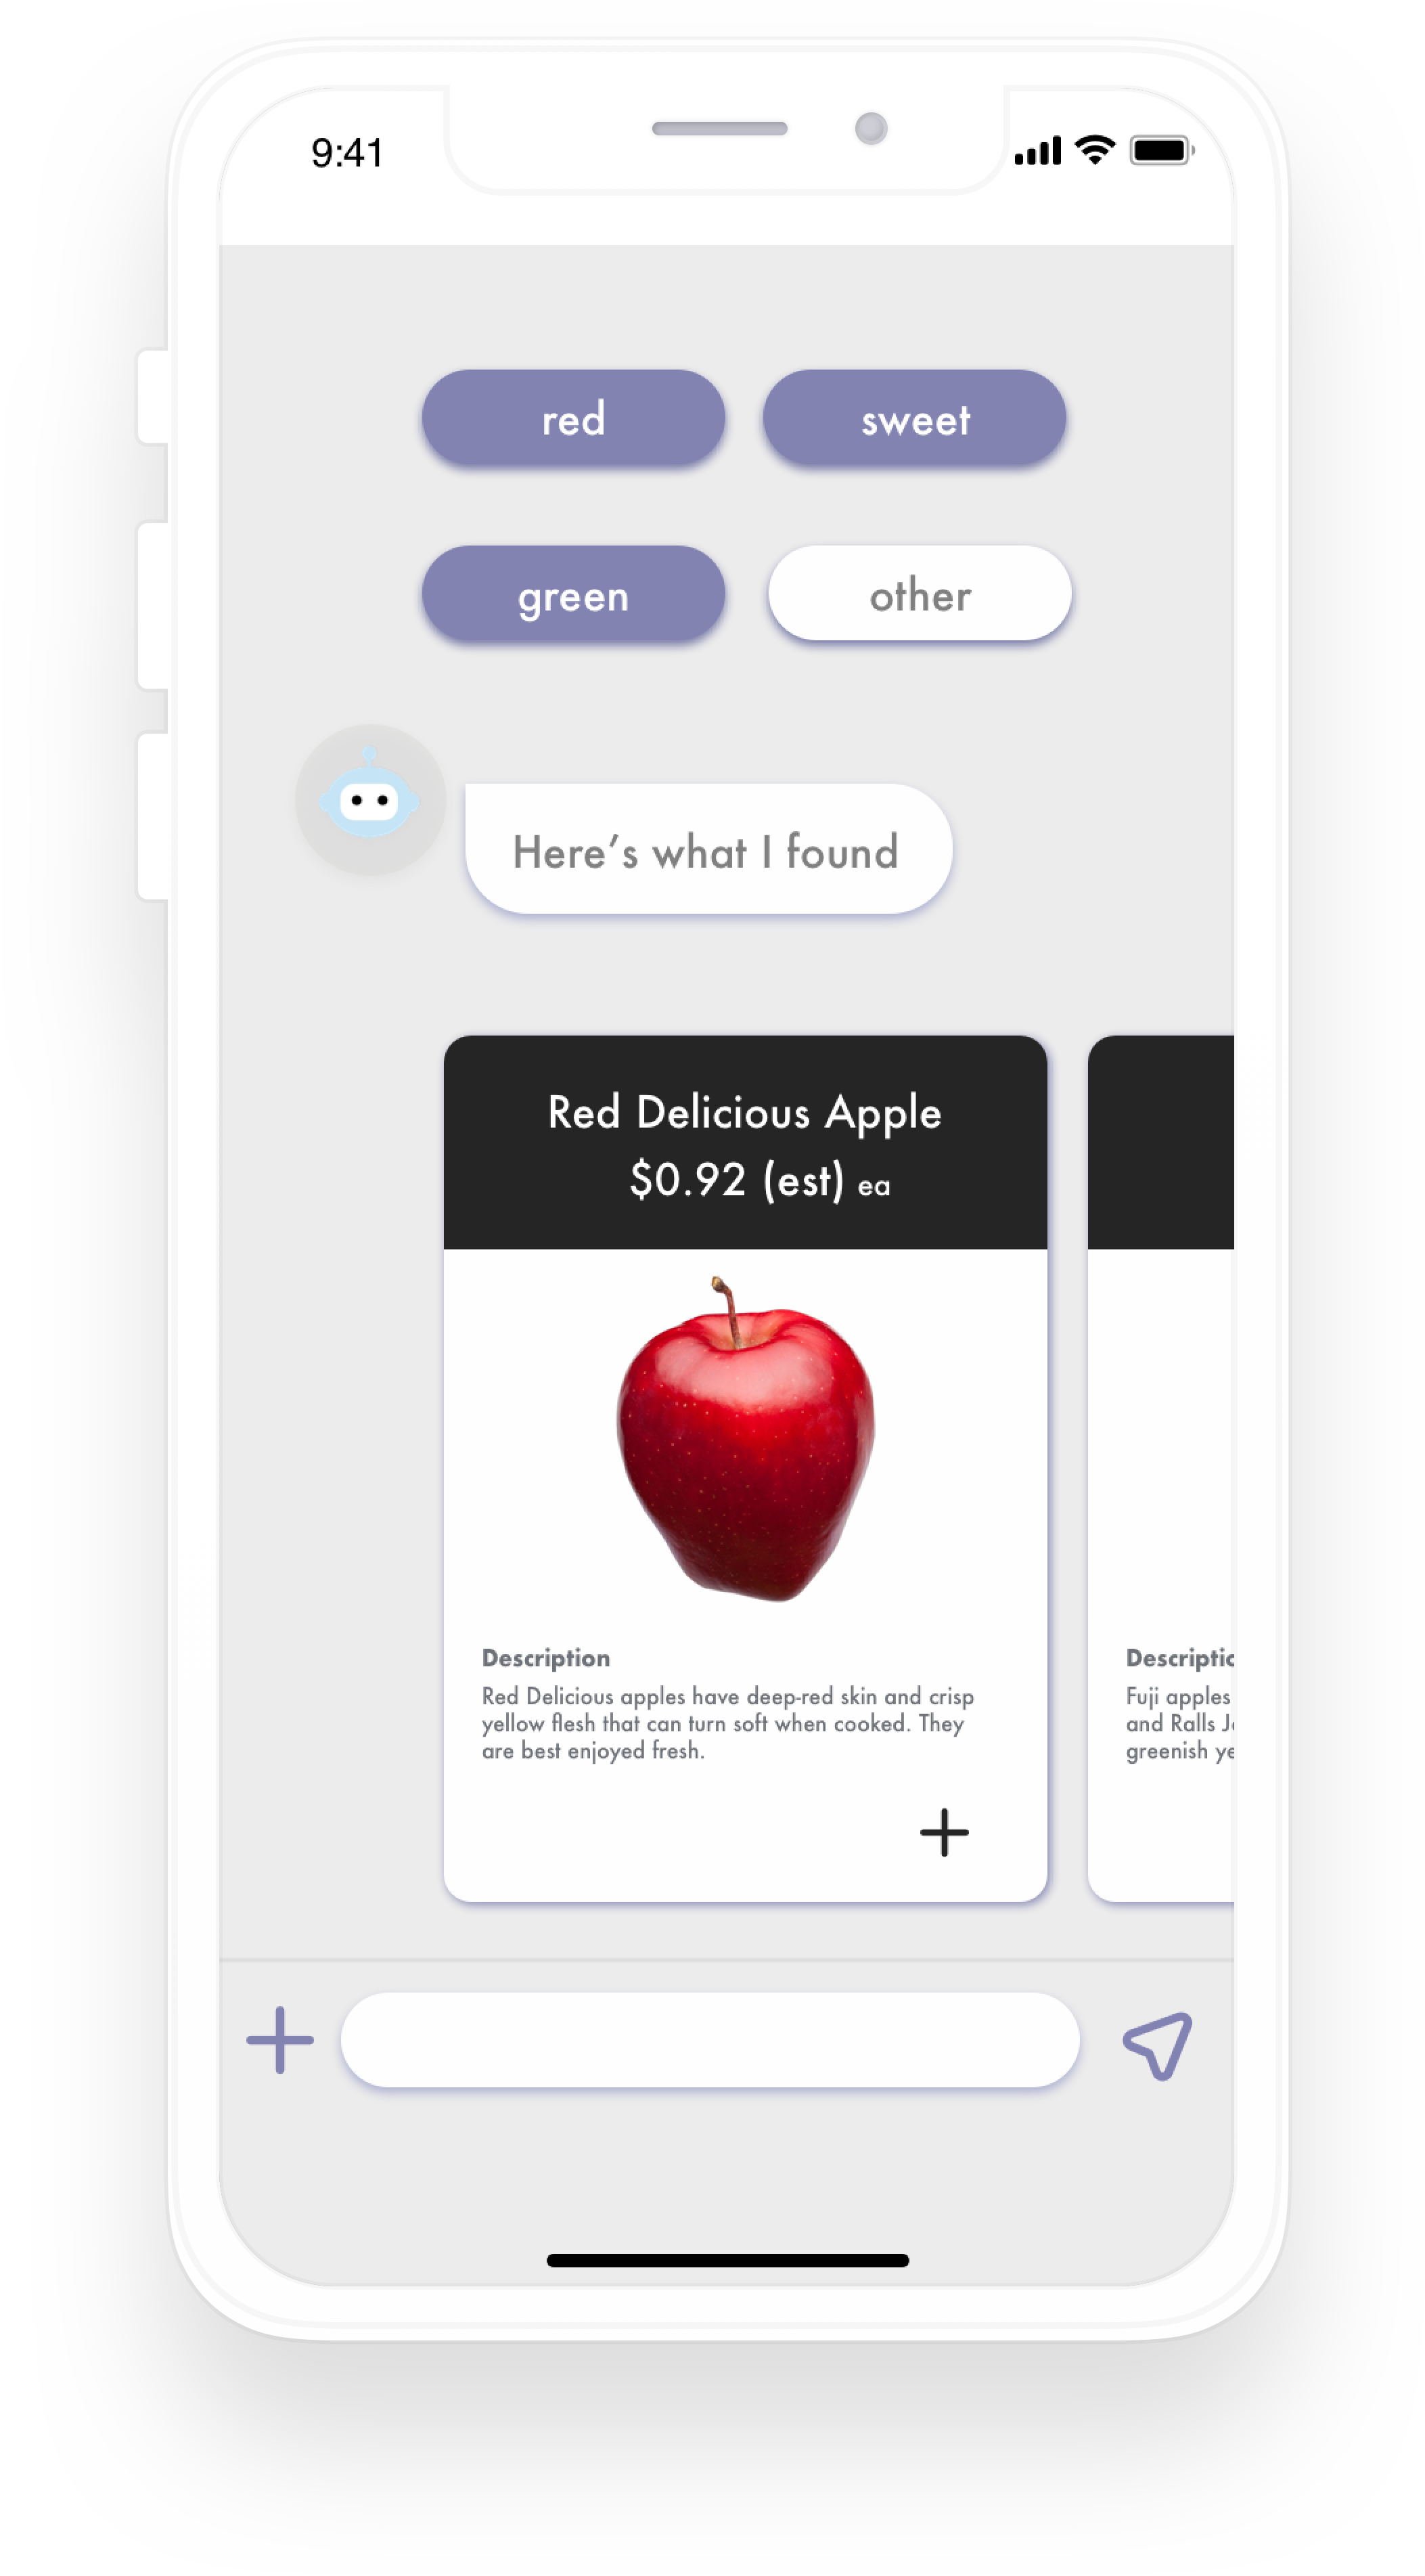 9:41
red
sweet
green
other
Here’s what I found
Red Delicious Apple
$0.92 (est) ea
Description
Red Delicious apples have deep-red skin and crisp
yellow flesh that can turn soft when cooked. They
are best enjoyed fresh.
Fuji apples
and Ralls
greenish